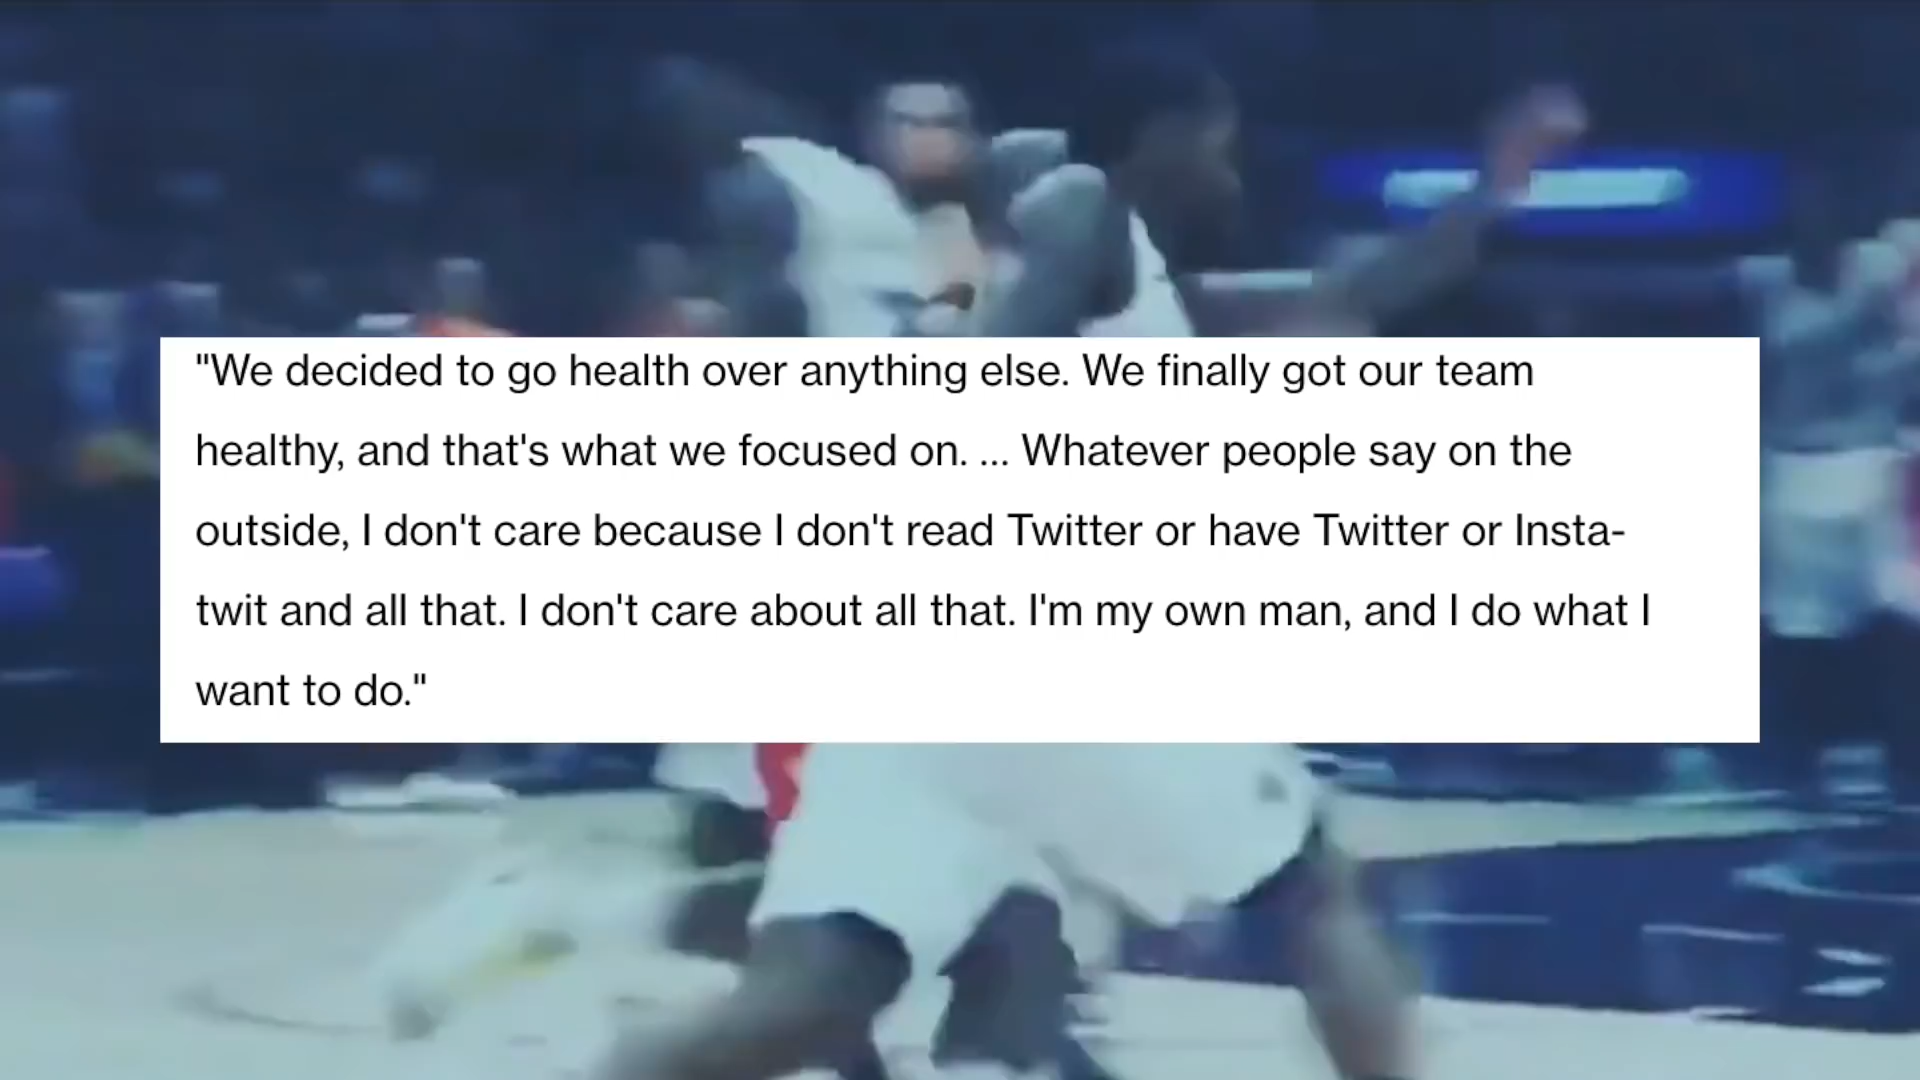 "We decided to go health over anything else. We finally got our team
healthy, and that's what we focused on. ... Whatever people say on the
outside, I don't care because I don't read Twitter or have Twitter or Insta-
twit and all that. I don't care about all that. I'm my own man, and I do what I
want to do."